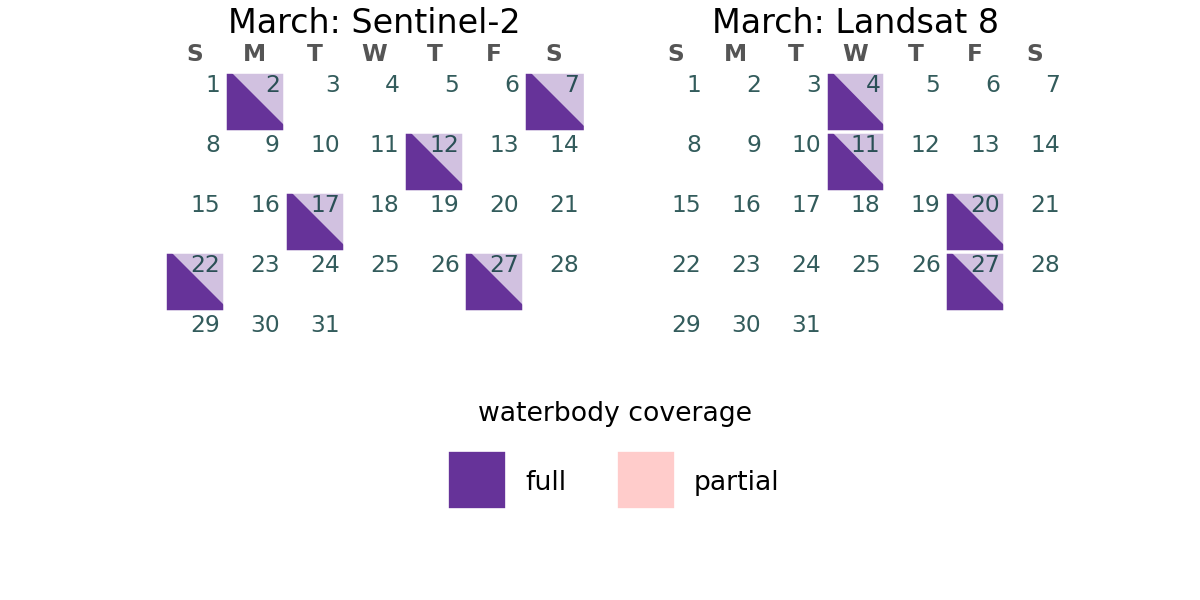 March: Sentinel-2
S M T W T F S
1 2 3 4 5 6 7
8 9 10 11 12 13 14
15 16 17 18 19 20 21
22 23 24 25 26 27 28
29 30 31
March: Landsat 8
S M T W T F S
1 2 3 4 5 6 7
8 9 10 11 12 13 14
15 16 17 18 19 20 21
22 23 24 25 26 27 28
29 30 31
waterbody coverage
full partial